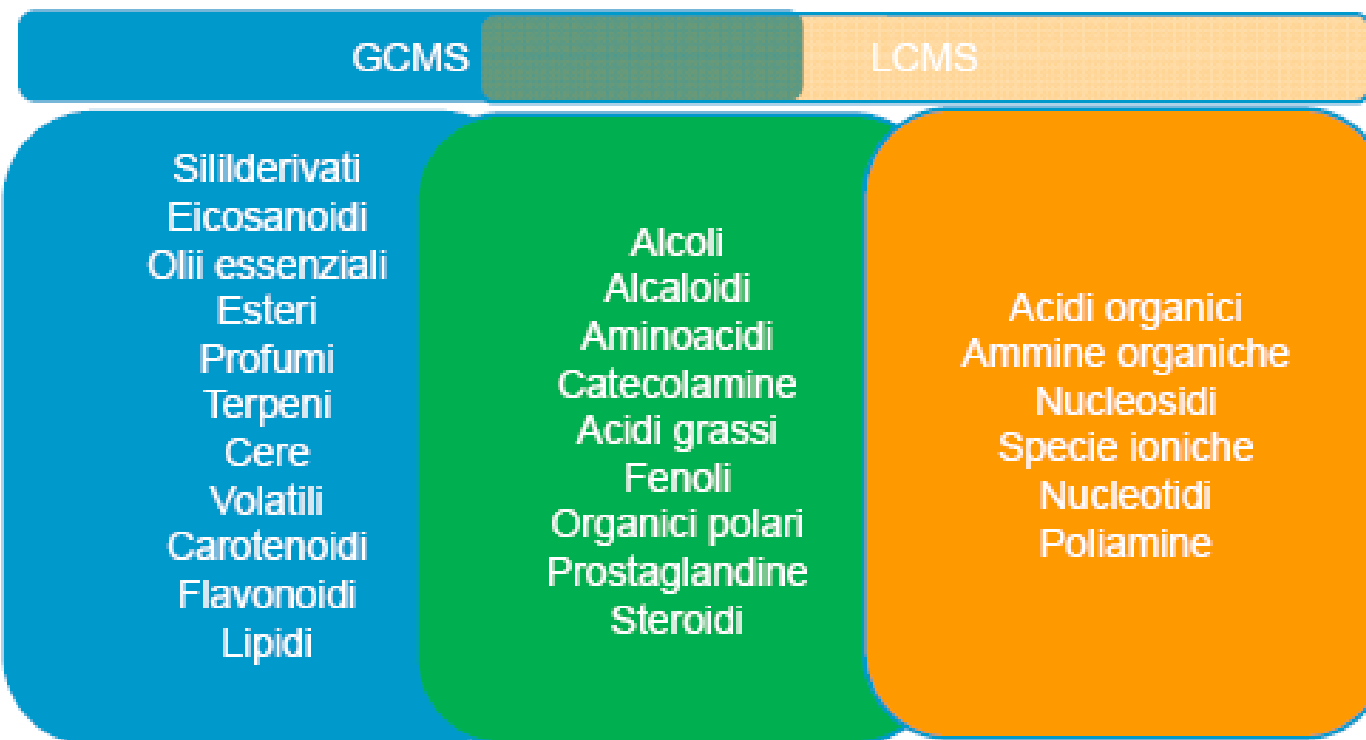 GCMS
LCMS
Sililderivati
Eicosanoidi
Olii essenziali
Esteri
Profumi
Terpeni
Cere
Volatili
Carotenoidi
Flavonoidi
Lipidi
Alcoli
Alcaloidi
Aminoacidi
Catecolamine
Acidi grassi
Fenoli
Organici polari
Prostaglandine
Steroidi
Acidi organici
Ammine organiche
Nucleosidi
Specie ioniche
Nucleotidi
Poliamine